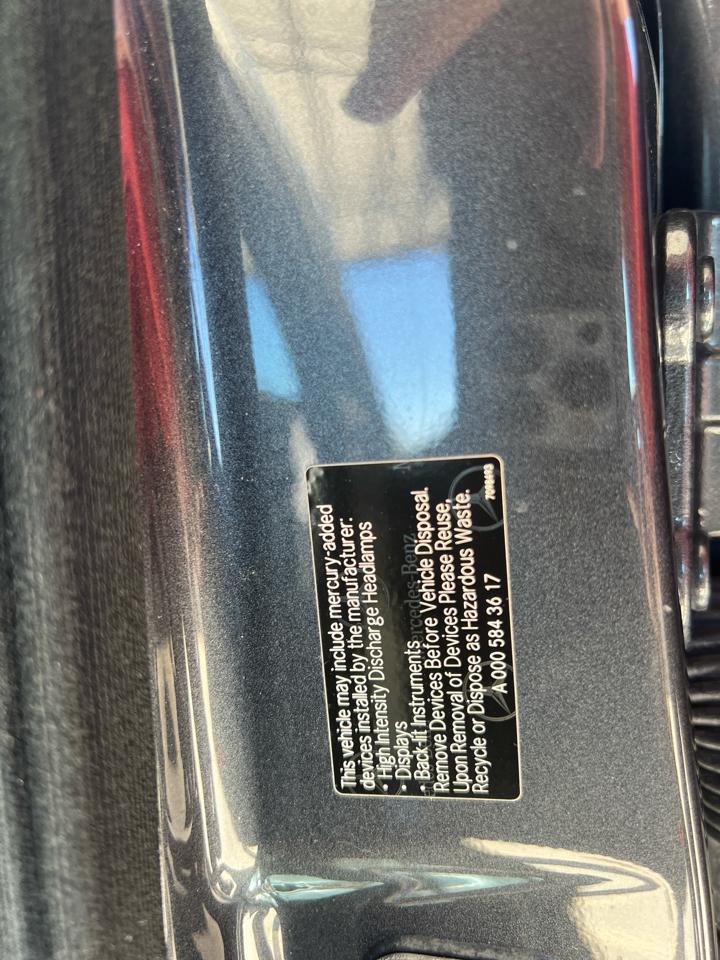 This vehicle may include mercury-added
devices installed by the manufacturer:
• High Intensity Discharge Headlamps
• Displays
• Back-lit Instruments
Remove Devices Before Vehicle Disposal.
Upon Removal of Devices Please Reuse,
Recycle or Dispose as Hazardous Waste.
A 000 584 36 17
Mercedes-Benz